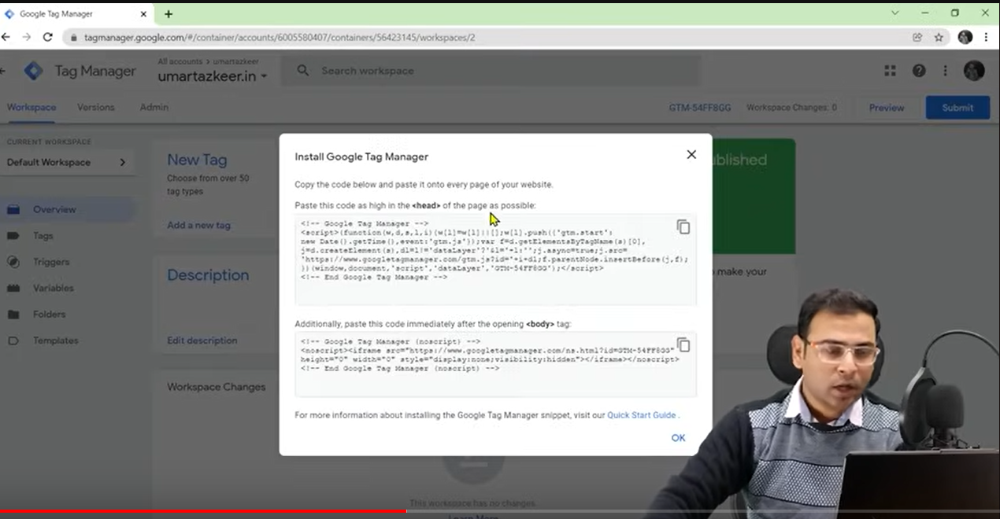 Google Tag Manager
tagmanager.google.com/#/container/accounts/6005580407/containers/56423145/workspaces/2
Tag Manager
All accounts > umartazkeer
umartazkeer.in
Search workspace
Workspace Versions Admin
GTM-54FF8GG Workspace Changes: 0 Preview Submit
CURRENT WORKSPACE
Default Workspace
Overview
Tags
Triggers
Variables
Folders
Templates
New Tag
Choose from over 50
tag types
Add a new tag
Description
Edit description
Workspace Changes
ublished
make your
Install Google Tag Manager
Copy the code below and paste it onto every page of your website.
Paste this code as high in the <head> of the page as possible:
<!-- Google Tag Manager -->
<script>(function(w,d,s,l,i){w[l]=w[l]||[];w[l].push({'gtm.start':
new Date().getTime(),event:'gtm.js'});var f=d.getElementsByTagName(s)[0],
j=d.createElement(s),dl=l!='dataLayer'?'&l='+l:'';j.async=true;j.src=
'https://www.googletagmanager.com/gtm.js?id='+i+dl;f.parentNode.insertBefore(j,f);
})(window,document,'script','dataLayer','GTM-54FF8GG');</script>
<!-- End Google Tag Manager -->
Additionally, paste this code immediately after the opening <body> tag:
<!-- Google Tag Manager (noscript) -->
<noscript><iframe src="https://www.googletagmanager.com/ns.html?id=GTM-54FF8GG"
height="0" width="0" style="display:none;visibility:hidden"></iframe></noscript>
<!-- End Google Tag Manager (noscript) -->
For more information about installing the Google Tag Manager snippet, visit our Quick Start Guide .
OK
This workspace has no changes.
Learn More